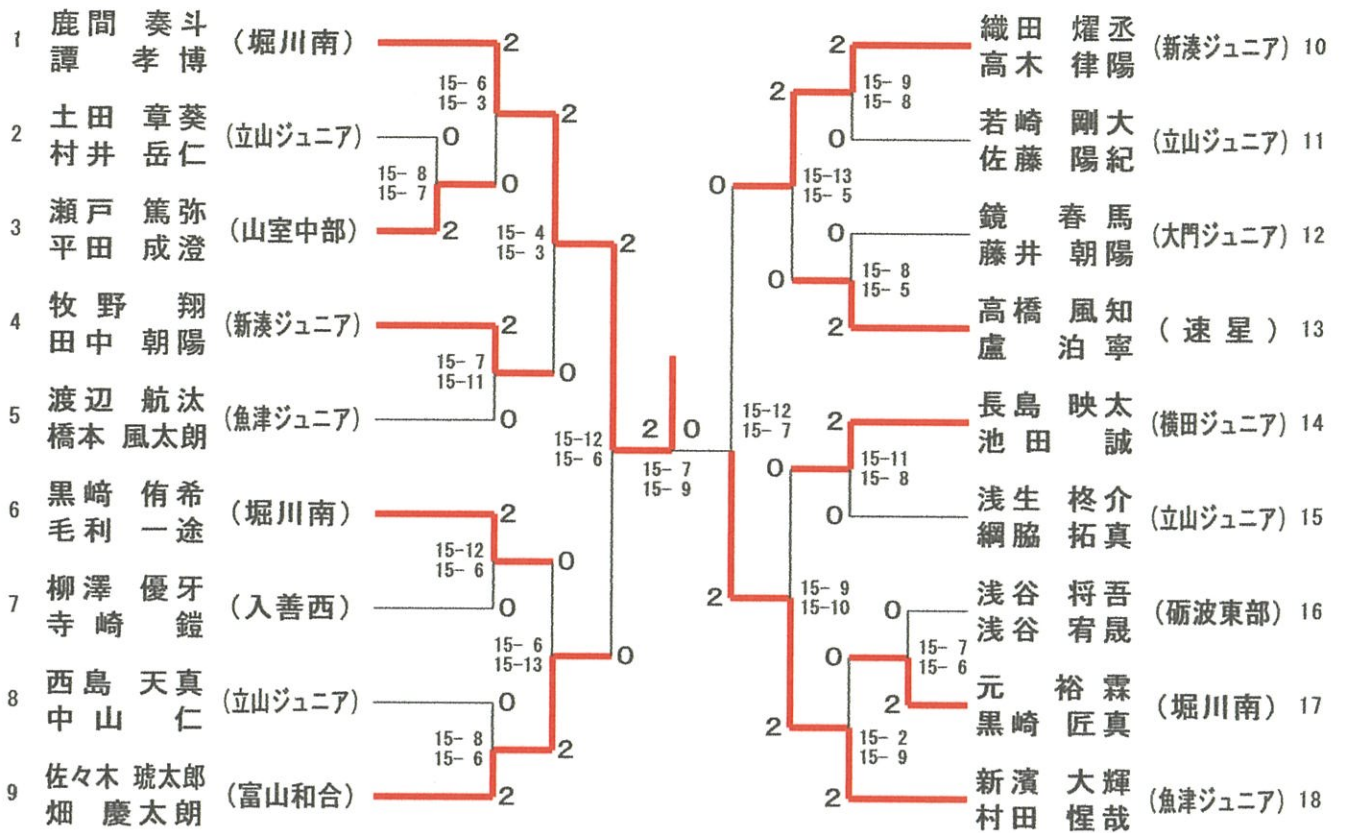 1 鹿間 奏斗 (堀川南)
譚 孝博
2 土田 章葵 (立山ジュニア)
村井 岳仁
3 瀬戸 篤弥 (山室中部)
平田 成澄
4 牧野 翔 (新湊ジュニア)
田中 朝陽
5 渡辺 航汰 (魚津ジュニア)
橋本 風太朗
6 黒﨑 侑希 (堀川南)
毛利 一途
7 柳澤 優牙 (入善西)
寺崎 鎧
8 西島 天真 (立山ジュニア)
中山 仁
9 佐々木 琥太郎 (富山和合)
畑 慶太朗
2
15- 6
15- 3
2
0
15- 8
15- 7
0
2
15- 4
15- 3
2
2
15- 7
15-11
0
0
15-12
15- 6
2
15-12
15- 6
0
0
15- 6
15-13
0
0
15- 8
15- 6
2
2
2 0
15- 7
15- 9
織田 燿丞 (新湊ジュニア) 10
高木 律陽
若崎 剛大 (立山ジュニア) 11
佐藤 陽紀
鏡 春馬 (大門ジュニア) 12
藤井 朝陽
高橋 風知 (速星) 13
盧 泊寧
長島 映太 (横田ジュニア) 14
池田 誠
浅生 柊介 (立山ジュニア) 15
綱脇 拓真
浅谷 将吾 (砺波東部) 16
浅谷 宥晟
元 裕霖 (堀川南) 17
黒崎 匠真
新濱 大輝 (魚津ジュニア) 18
村田 惺哉
2
15- 9
15- 8
2
0
0
15-13
15- 5
0
15- 8
15- 5
0
2
15-12
15- 7
2
15-11
15- 8
0
0
2
15- 9
15-10
0
15- 7
15- 6
0
2
2
15- 2
15- 9
2